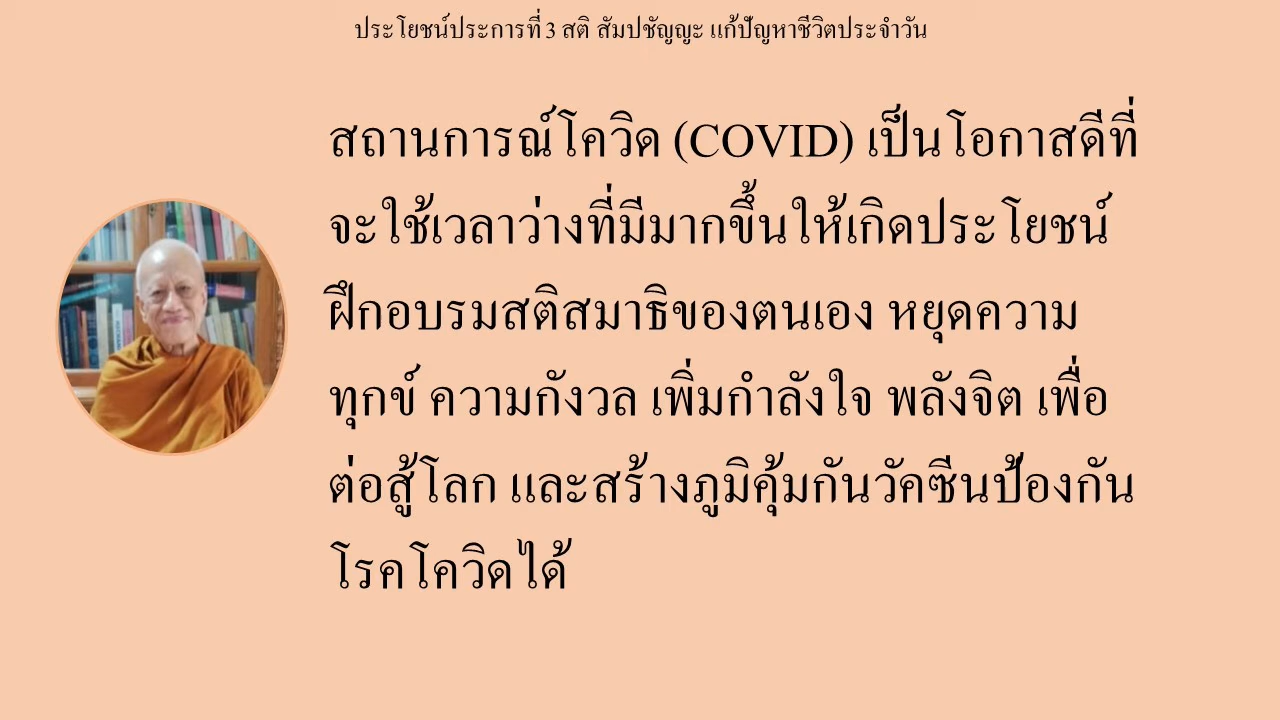 ประโยชน์ประการที่ 3 สติ สัมปชัญญะ แก้ปัญหาชีวิตประจำวัน
สถานการณ์โควิด (COVID) เป็นโอกาสดีที่
จะใช้เวลาว่างที่มีมากขึ้นให้เกิดประโยชน์
ฝึกอบรมสติสมาธิของตนเอง หยุดความ
ทุกข์ ความกังวล เพิ่มกำลังใจ พลังจิต เพื่อ
ต่อสู้โลก และสร้างภูมิคุ้มกันวัคซีนป้องกัน
โรคโควิดได้